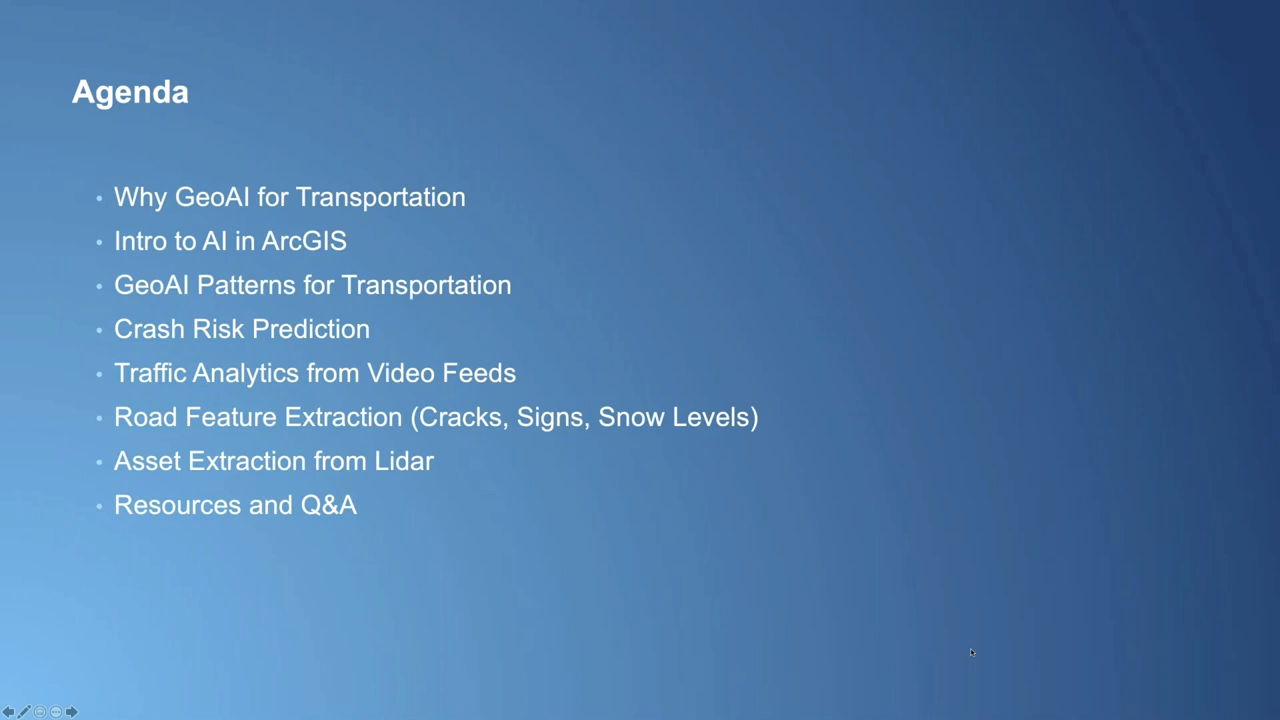 Agenda
• Why GeoAI for Transportation
• Intro to AI in ArcGIS
• GeoAI Patterns for Transportation
• Crash Risk Prediction
• Traffic Analytics from Video Feeds
• Road Feature Extraction (Cracks, Signs, Snow Levels)
• Asset Extraction from Lidar
• Resources and Q&A